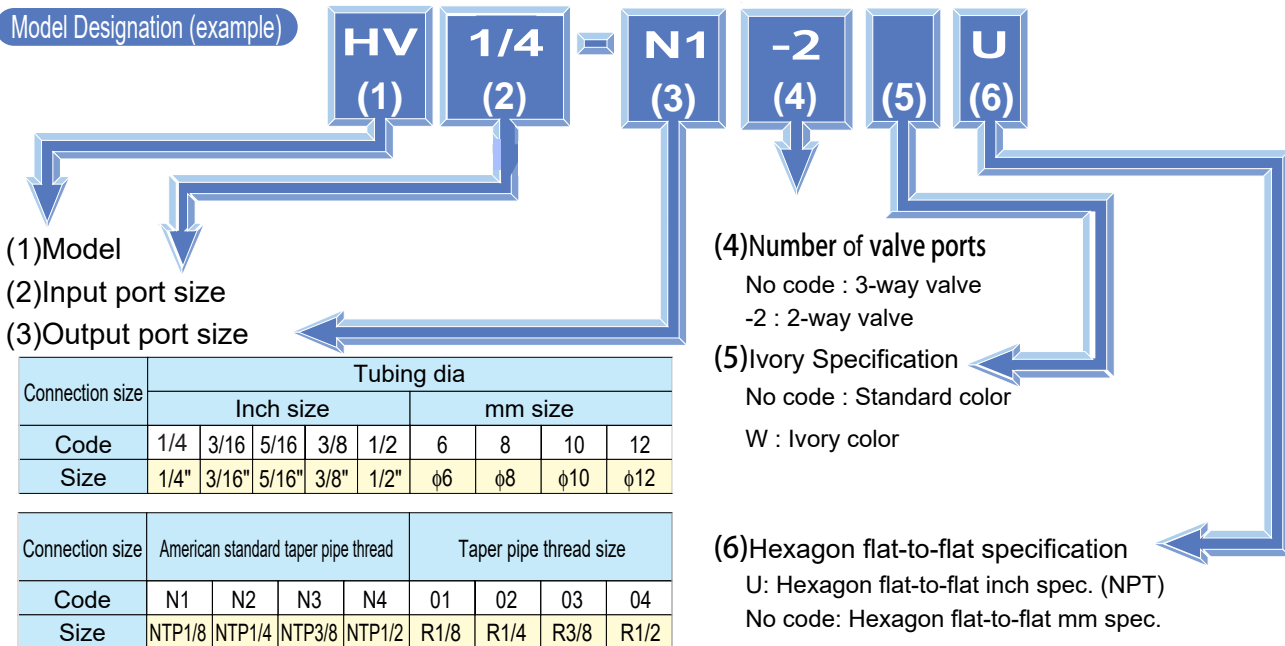 Model Designation (example)
HV 1/4 - N1 -2 U
(1) (2) (3) (4) (5) (6)
(1)Model
(2)Input port size
(3)Output port size
Connection size Tubing dia
Inch size mm size
Code 1/4 3/16 5/16 3/8 1/2 6 8 10 12
Size 1/4" 3/16" 5/16" 3/8" 1/2" φ6 φ8 φ10 φ12
Connection size American standard taper pipe thread Taper pipe thread size
Code N1 N2 N3 N4 01 02 03 04
Size NTP1/8 NTP1/4 NTP3/8 NTP1/2 R1/8 R1/4 R3/8 R1/2
(4)Number of valve ports
No code : 3-way valve
-2 : 2-way valve
(5)Ivory Specification
No code : Standard color
W : Ivory color
(6)Hexagon flat-to-flat specification
U: Hexagon flat-to-flat inch spec. (NPT)
No code: Hexagon flat-to-flat mm spec.